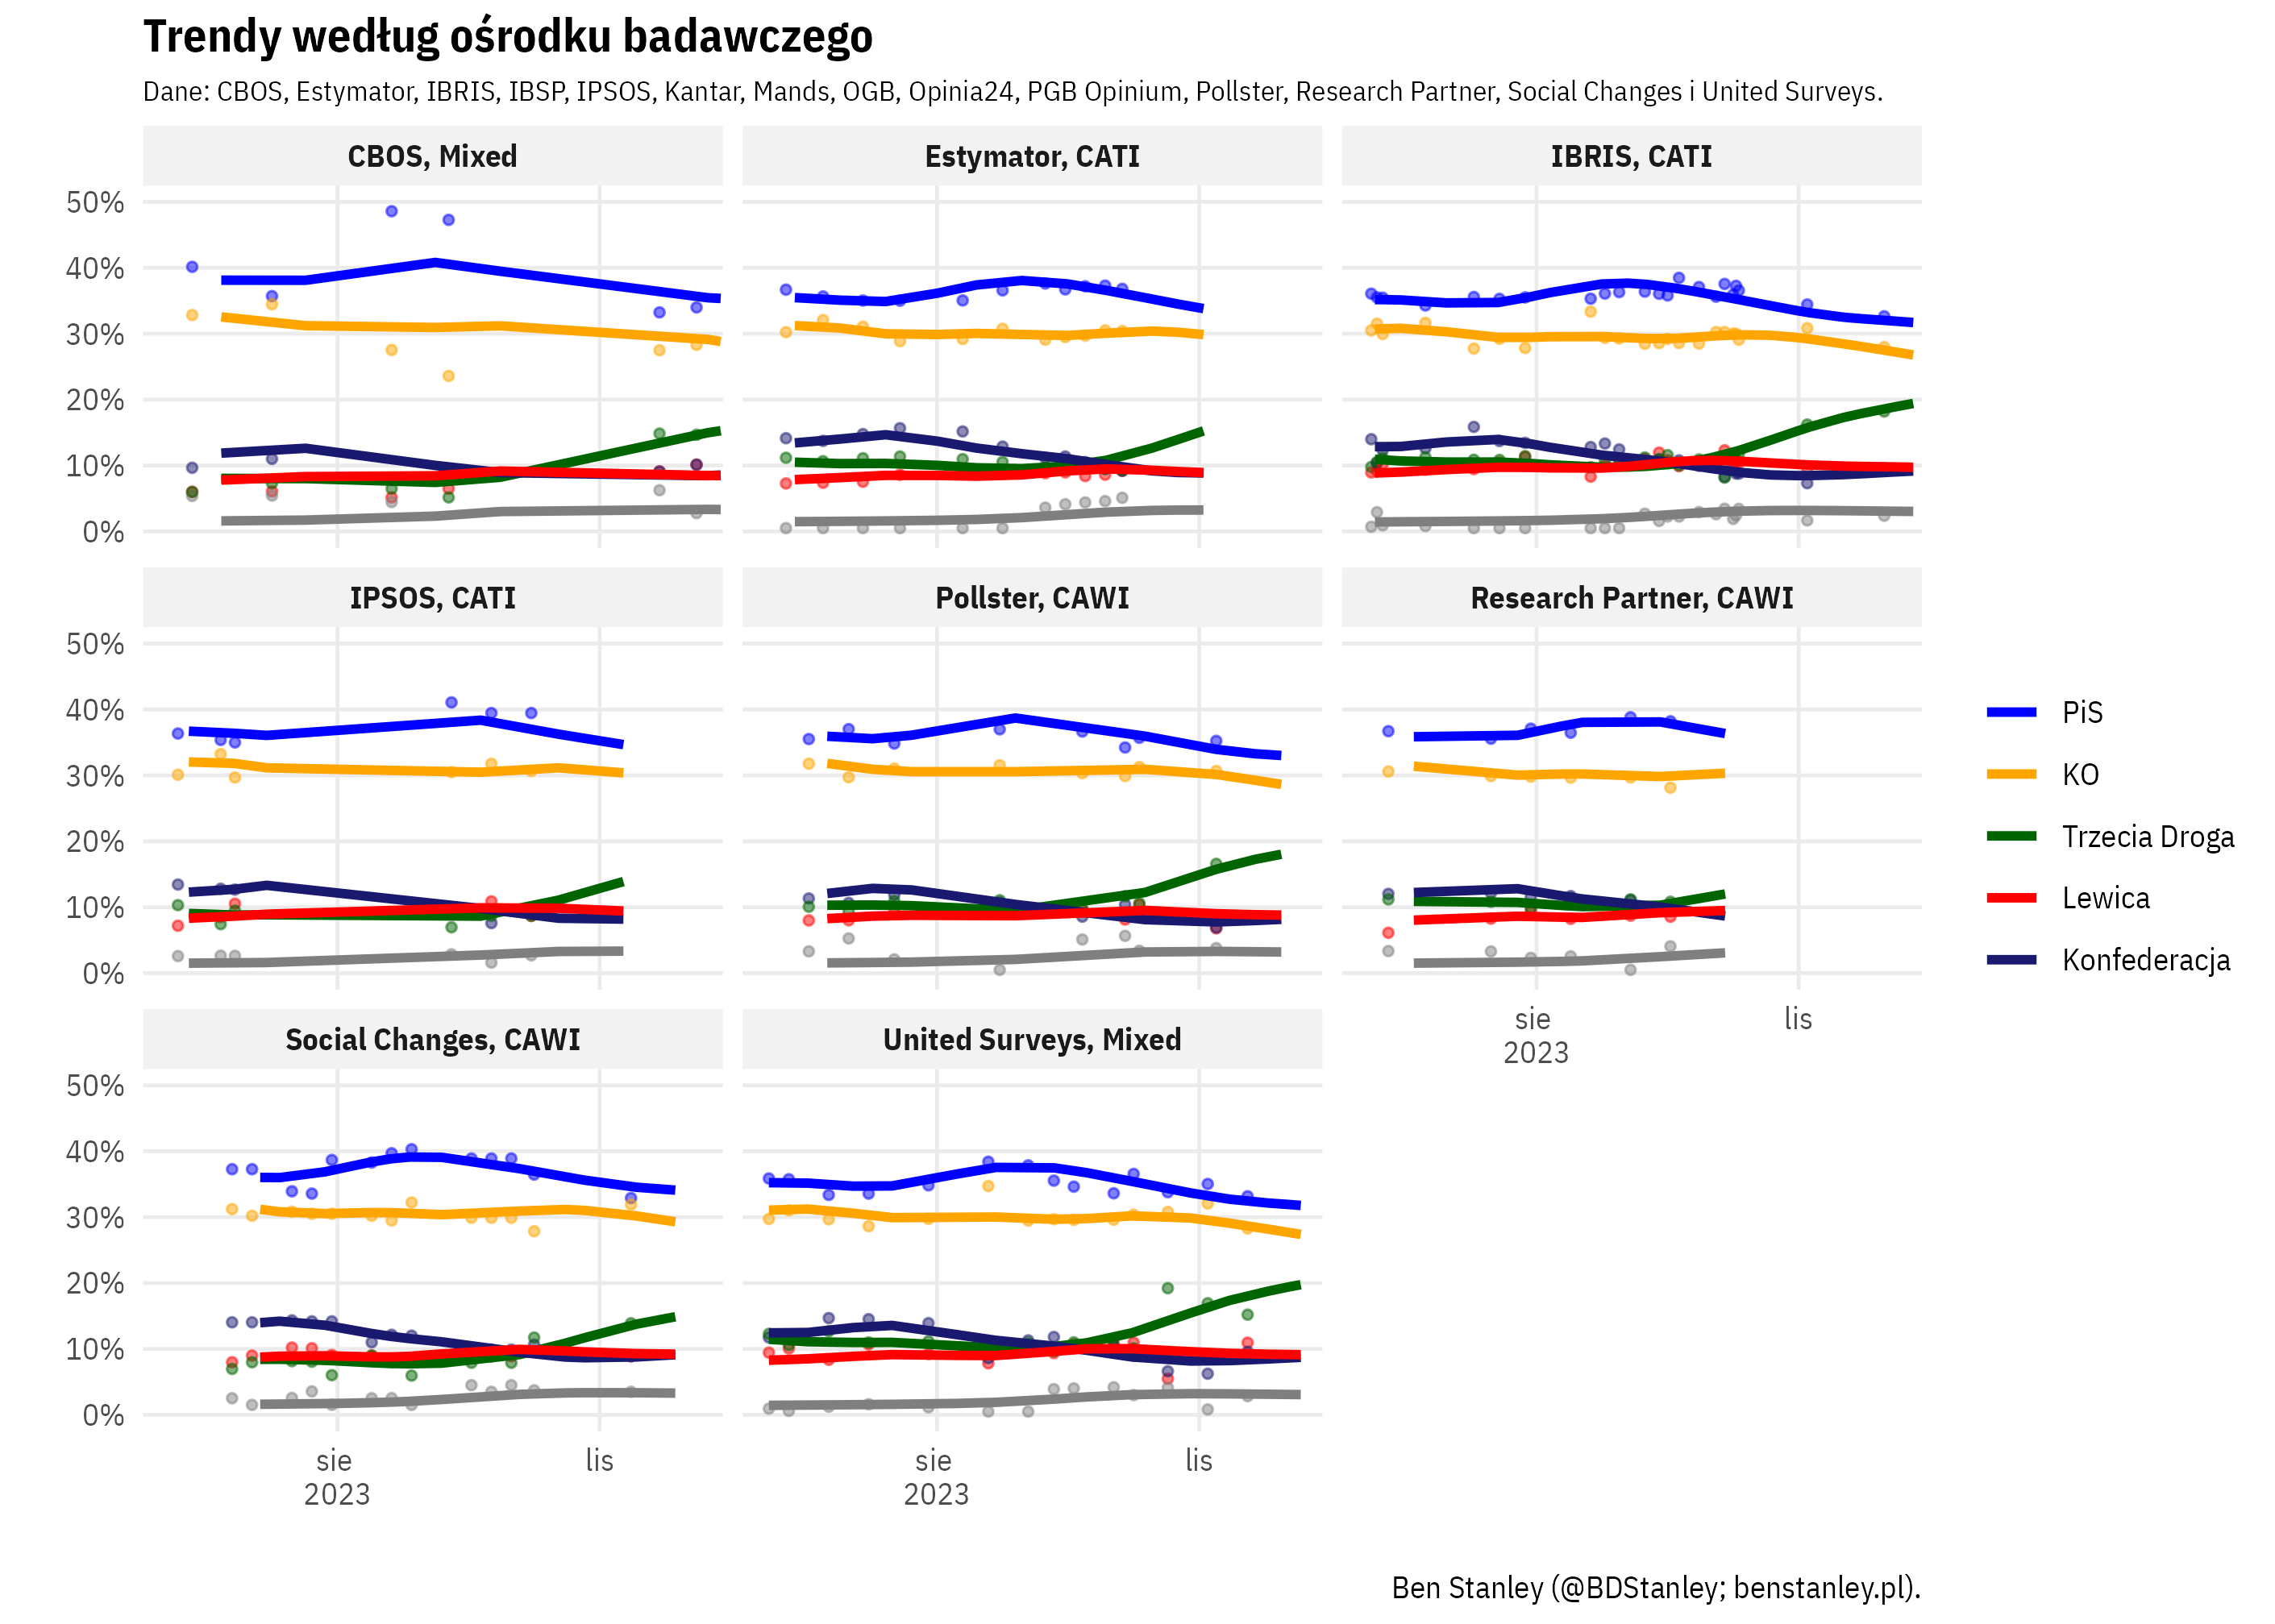 Trendy według ośrodku badawczego
Dane: CBOS, Estymator, IBRIS, IBSP, IPSOS, Kantar, Mands, OGB, Opinia24, PGB Opinium, Pollster, Research Partner, Social Changes i United Surveys.
CBOS, Mixed
Estymator, CATI
IBRIS, CATI
50%
40%
30%
20%
10%
0%
IPSOS, CATI
Pollster, CAWI
Research Partner, CAWI
50%
40%
30%
20%
10%
0%
sie
2023
lis
Social Changes, CAWI
United Surveys, Mixed
50%
40%
30%
20%
10%
0%
sie
2023
lis
sie
2023
lis
PiS
KO
Trzecia Droga
Lewica
Konfederacja
Ben Stanley (@BDStanley; benstanley.pl).